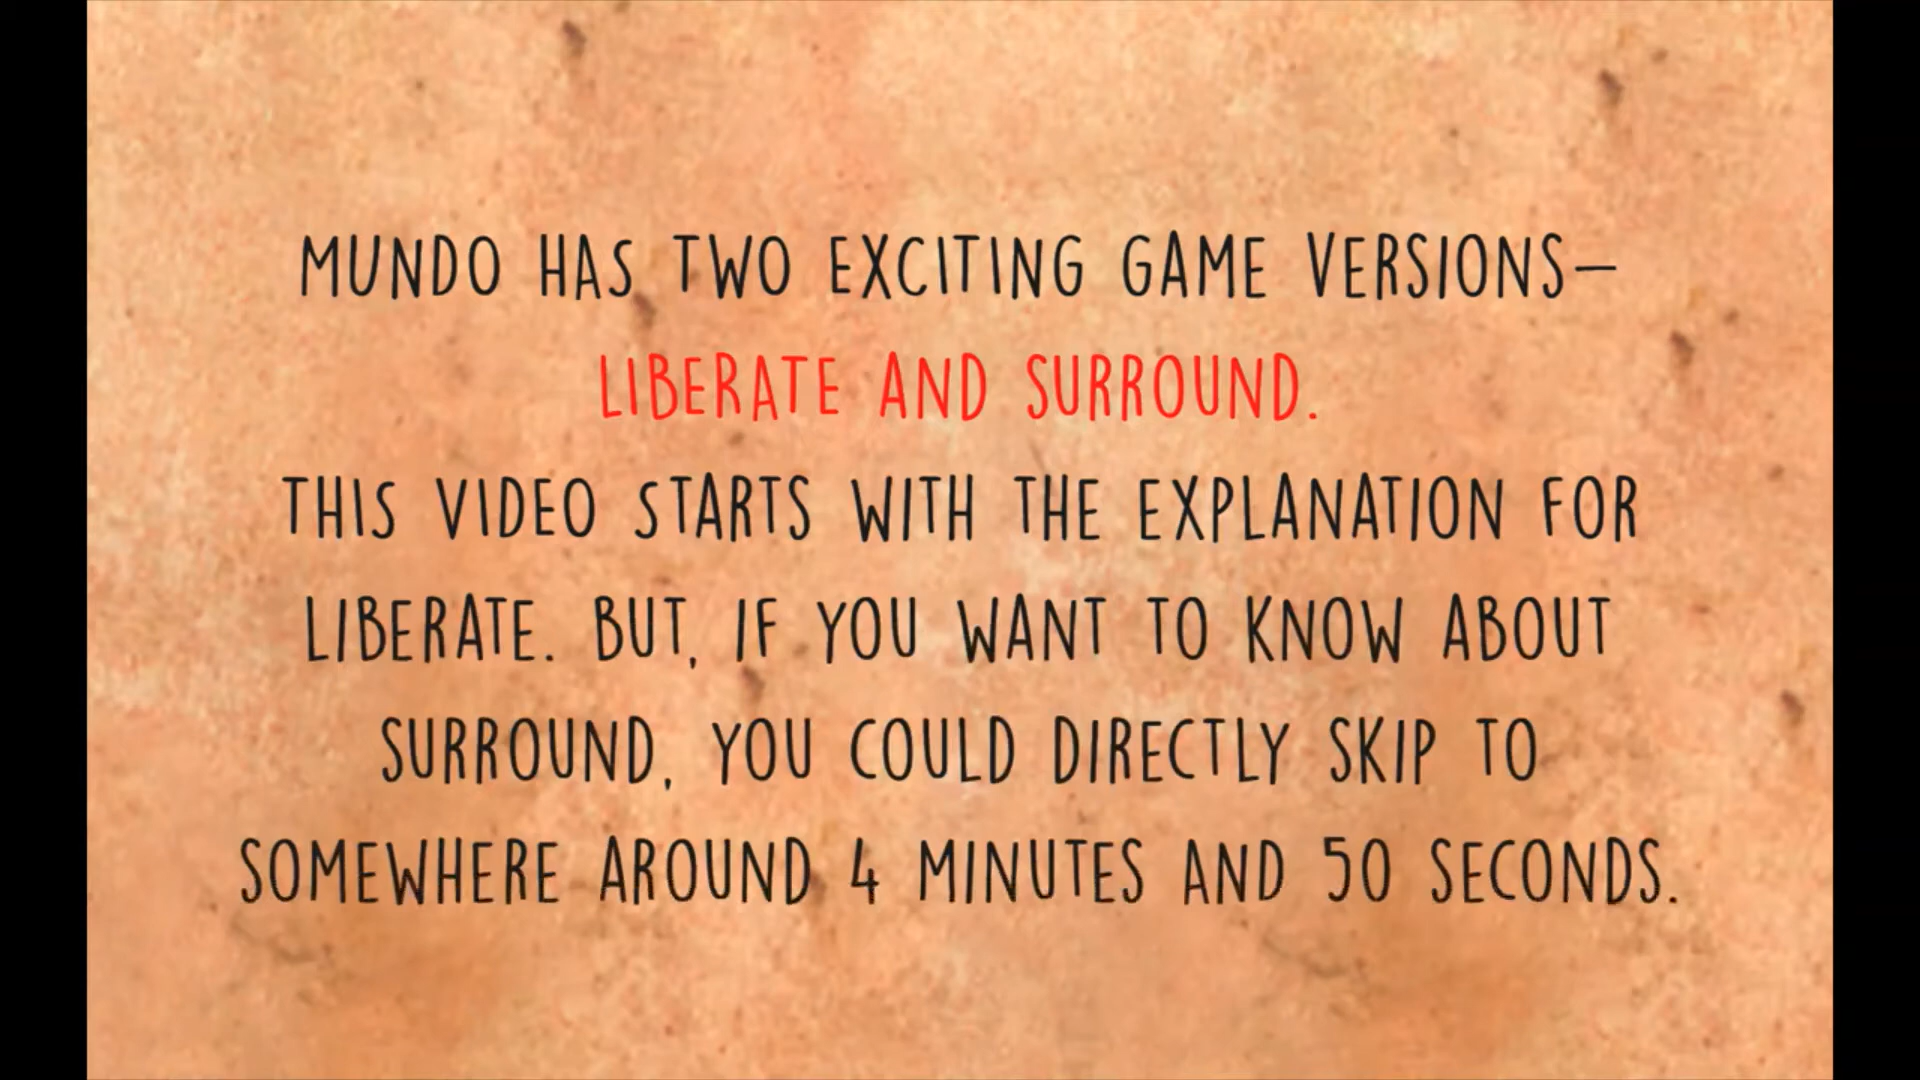 MUNDO HAS TWO EXCITING GAME VERSIONS–
LIBERATE AND SURROUND.
THIS VIDEO STARTS WITH THE EXPLANATION FOR
LIBERATE. BUT, IF YOU WANT TO KNOW ABOUT
SURROUND, YOU COULD DIRECTLY SKIP TO
SOMEWHERE AROUND 4 MINUTES AND 50 SECONDS.